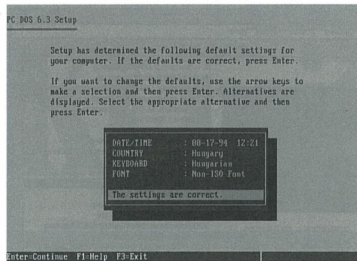 PC DOS 6.3 Setup
Setup has determined the following default settings for
your computer. If the defaults are correct, press Enter.
If you want to change the defaults, use the arrow keys to
make a selection and then press Enter. Alternatives are
displayed. Select the appropriate alternative and then
press Enter.
DATE/TIME : 08-17-94 12:21
COUNTRY : Hungary
KEYBOARD : Hungarian
FONT : Non-ISO Font
The settings are correct.
Enter=Continue F1=Help F3=Exit